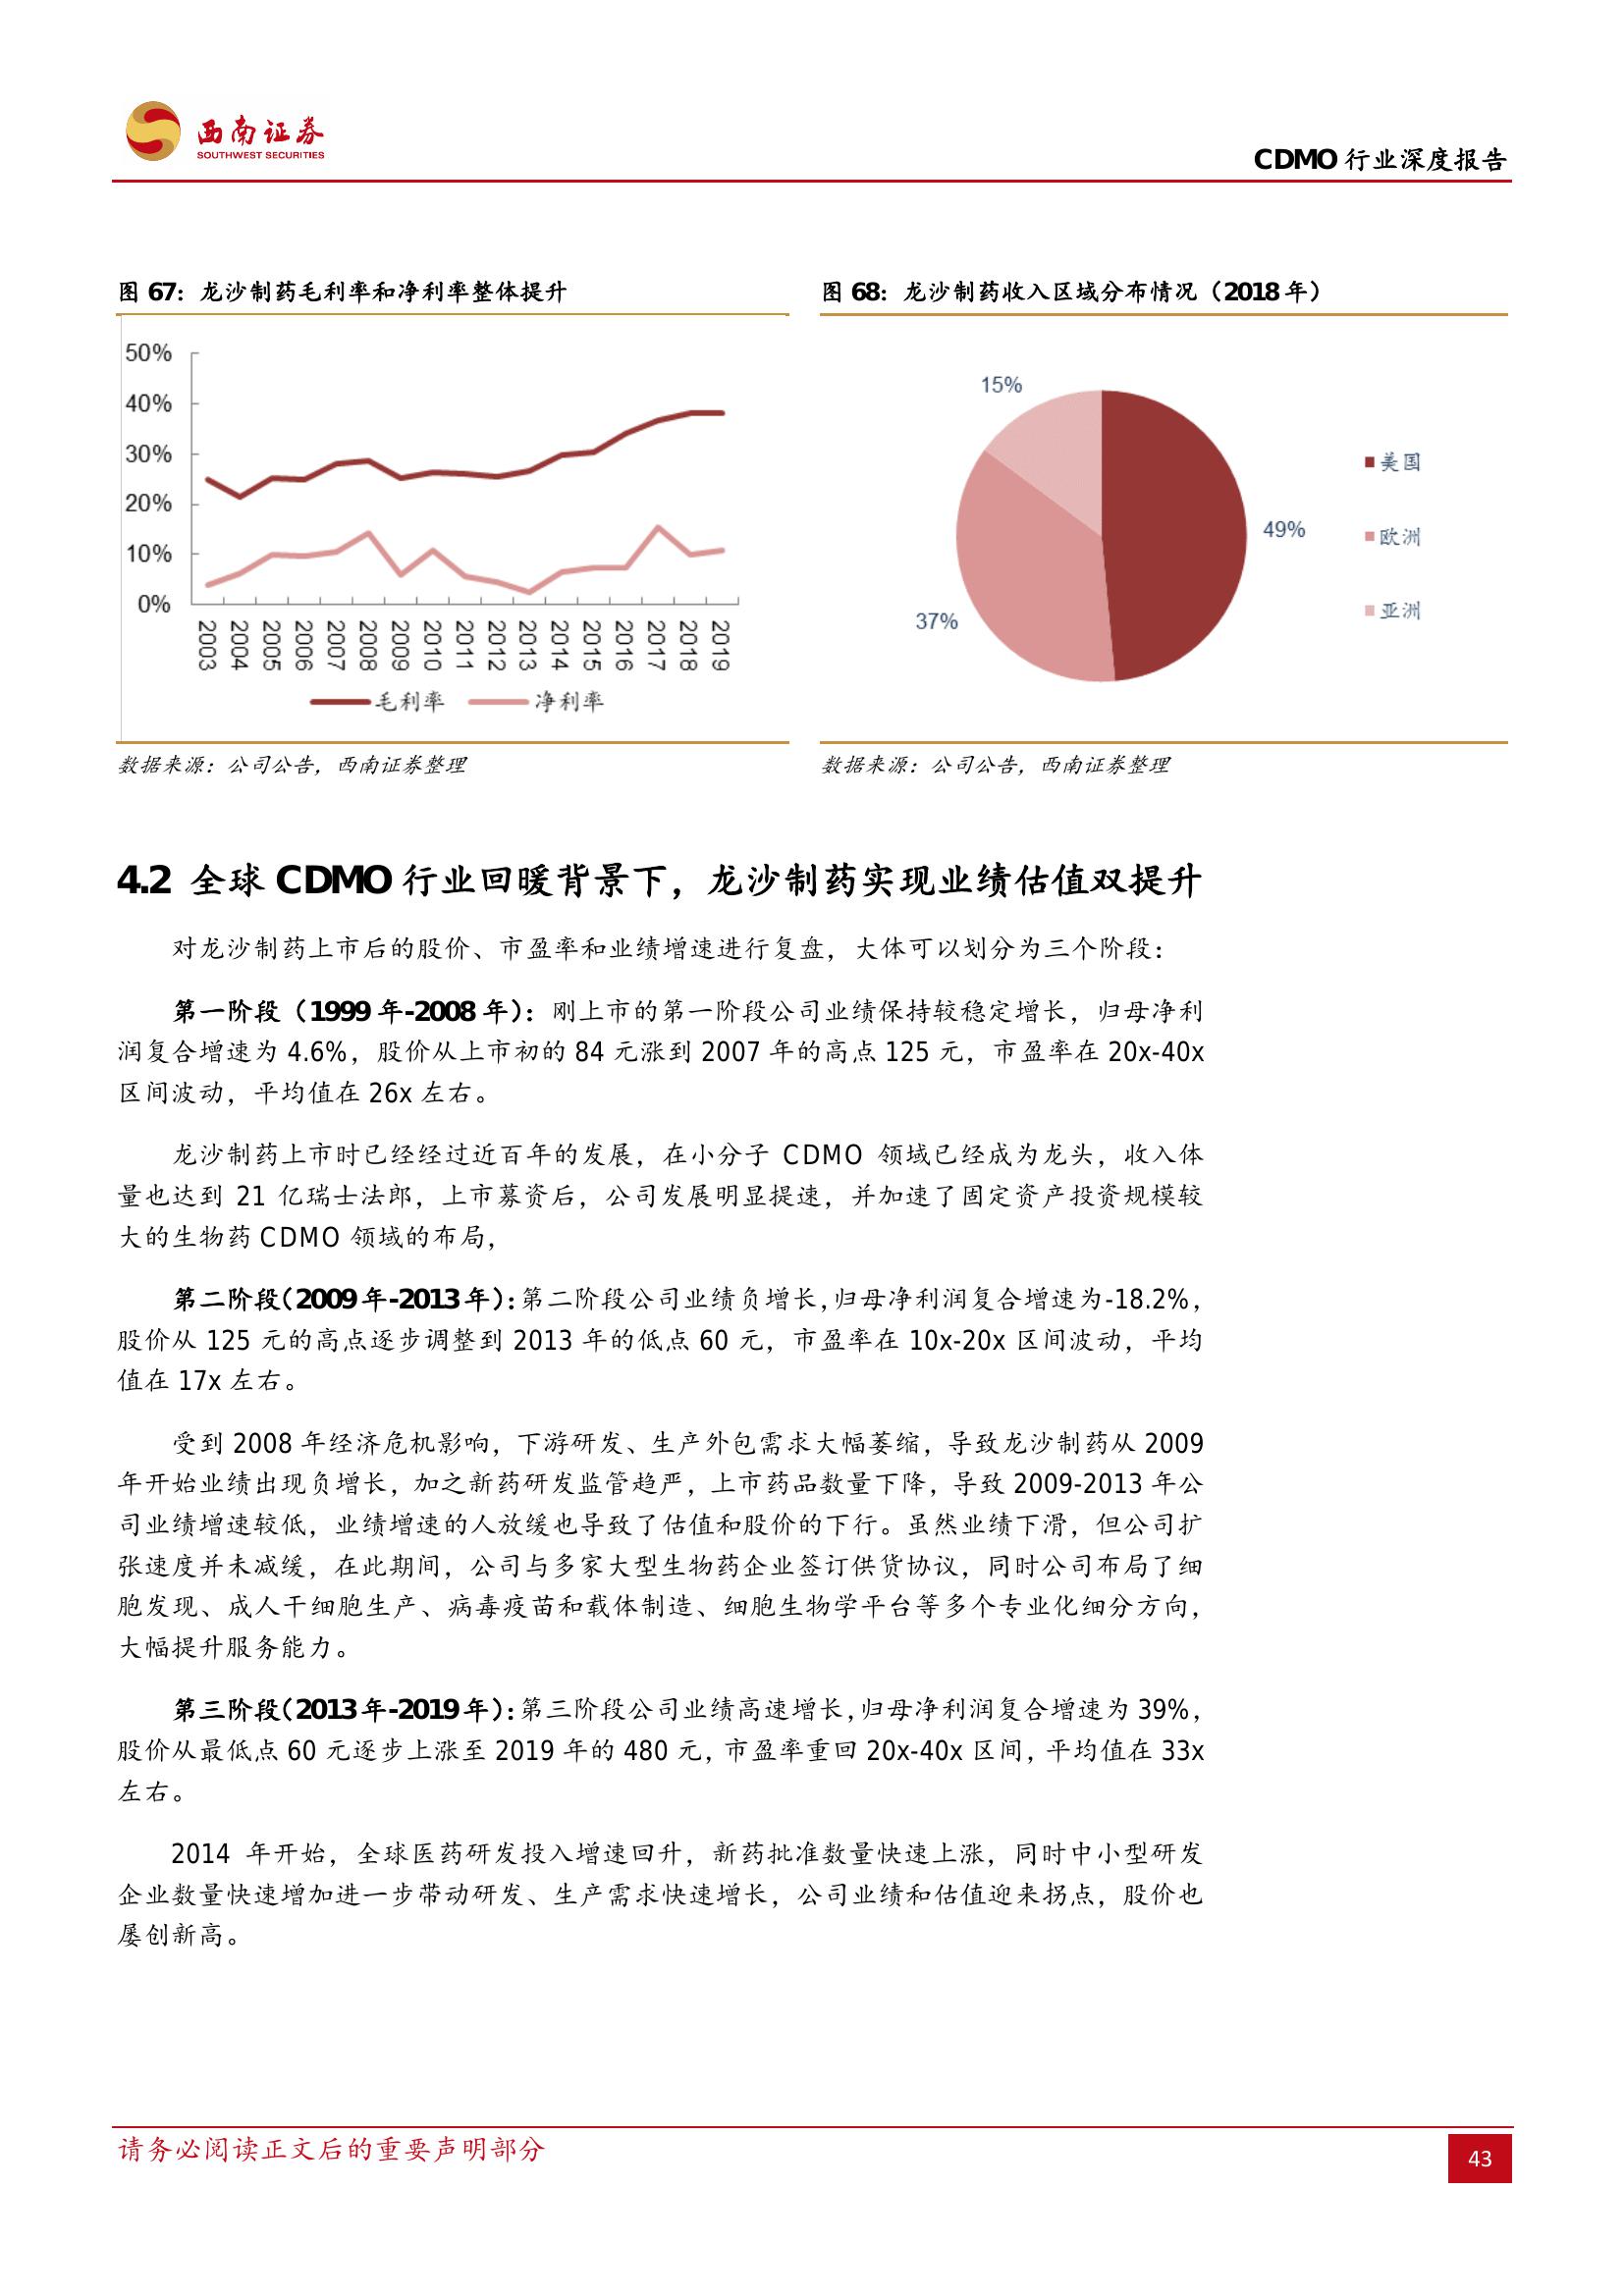 西南证券
SOUTHWEST SECURITIES
CDMO 行业深度报告
图 67：龙沙制药毛利率和净利率整体提升
50%
40%
30%
20%
10%
0%
2003 2004 2005 2006 2007 2008 2009 2010 2011 2012 2013 2014 2015 2016 2017 2018 2019
毛利率 净利率
数据来源：公司公告，西南证券整理
图 68：龙沙制药收入区域分布情况（2018 年）
15%
49%
37%
美国
欧洲
亚洲
数据来源：公司公告，西南证券整理
4.2 全球 CDMO 行业回暖背景下，龙沙制药实现业绩估值双提升
对龙沙制药上市后的股价、市盈率和业绩增速进行复盘，大体可以划分为三个阶段：
第一阶段（1999 年-2008 年）：刚上市的第一阶段公司业绩保持较稳定增长，归母净利
润复合增速为 4.6%，股价从上市初的 84 元涨到 2007 年的高点 125 元，市盈率在 20x-40x
区间波动，平均值在 26x 左右。
龙沙制药上市时已经经过近百年的发展，在小分子 CDMO 领域已经成为龙头，收入体
量也达到 21 亿瑞士法郎，上市募资后，公司发展明显提速，并加速了固定资产投资规模较
大的生物药 CDMO 领域的布局，
第二阶段（2009 年-2013 年）：第二阶段公司业绩负增长，归母净利润复合增速为-18.2%，
股价从 125 元的高点逐步调整到 2013 年的低点 60 元，市盈率在 10x-20x 区间波动，平均
值在 17x 左右。
受到 2008 年经济危机影响，下游研发、生产外包需求大幅萎缩，导致龙沙制药从 2009
年开始业绩出现负增长，加之新药研发监管趋严，上市药品数量下降，导致 2009-2013 年公
司业绩增速较低，业绩增速的人放缓也导致了估值和股价的下行。虽然业绩下滑，但公司扩
张速度并未减缓，在此期间，公司与多家大型生物药企业签订供货协议，同时公司布局了细
胞发现、成人干细胞生产、病毒疫苗和载体制造、细胞生物学平台等多个专业化细分方向，
大幅提升服务能力。
第三阶段（2013 年-2019 年）：第三阶段公司业绩高速增长，归母净利润复合增速为 39%，
股价从最低点 60 元逐步上涨至 2019 年的 480 元，市盈率重回 20x-40x 区间，平均值在 33x
左右。
2014 年开始，全球医药研发投入增速回升，新药批准数量快速上涨，同时中小型研发
企业数量快速增加进一步带动研发、生产需求快速增长，公司业绩和估值迎来拐点，股价也
屡创新高。
请务必阅读正文后的重要声明部分
43